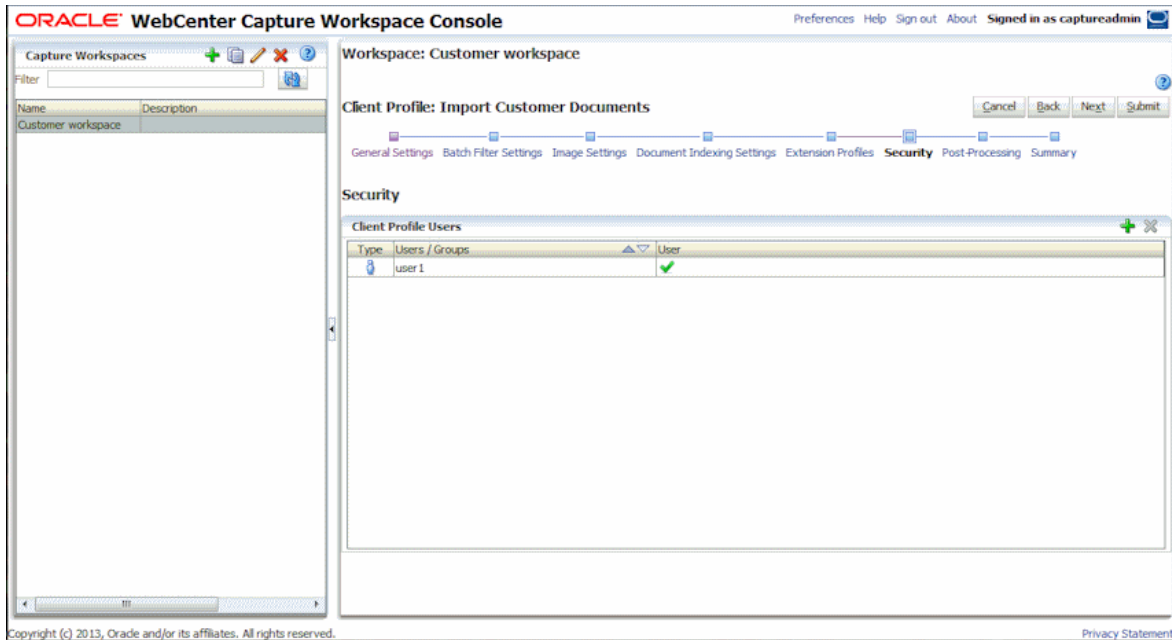 ORACLE® WebCenter Capture Workspace Console
Preferences Help Sign out About Signed in as captureadmin
Capture Workspaces
Filter
Name Description
Customer workspace
Workspace: Customer workspace
Client Profile: Import Customer Documents
Cancel Back Next Submit
General Settings Batch Filter Settings Image Settings Document Indexing Settings Extension Profiles Security Post-Processing Summary
Security
Client Profile Users
Type Users / Groups User
user1
Copyright (c) 2013, Oracle and/or its affiliates. All rights reserved.
Privacy Statement